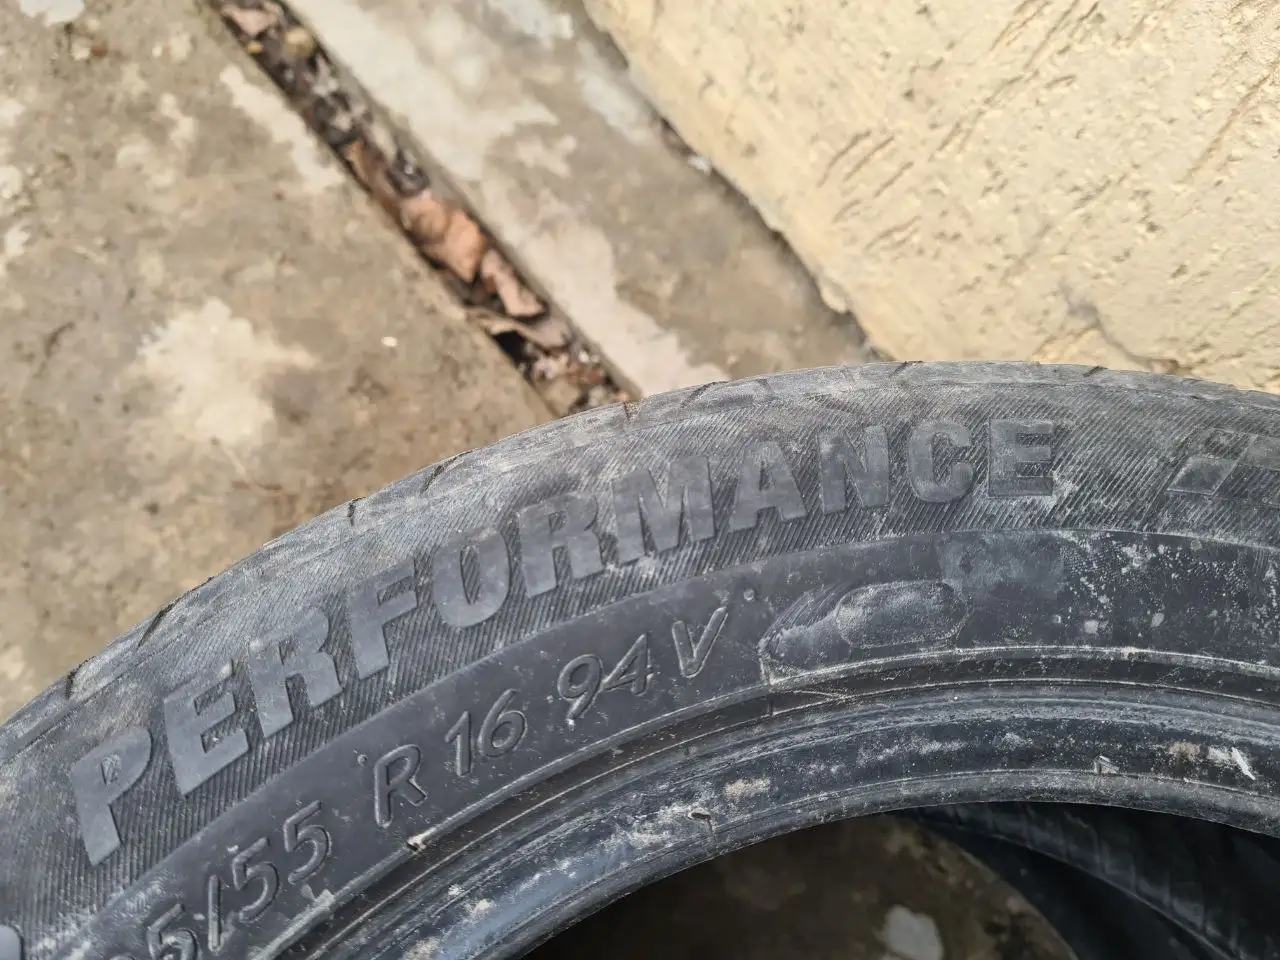 PERFORMANCE
5/55 R 16 94 V